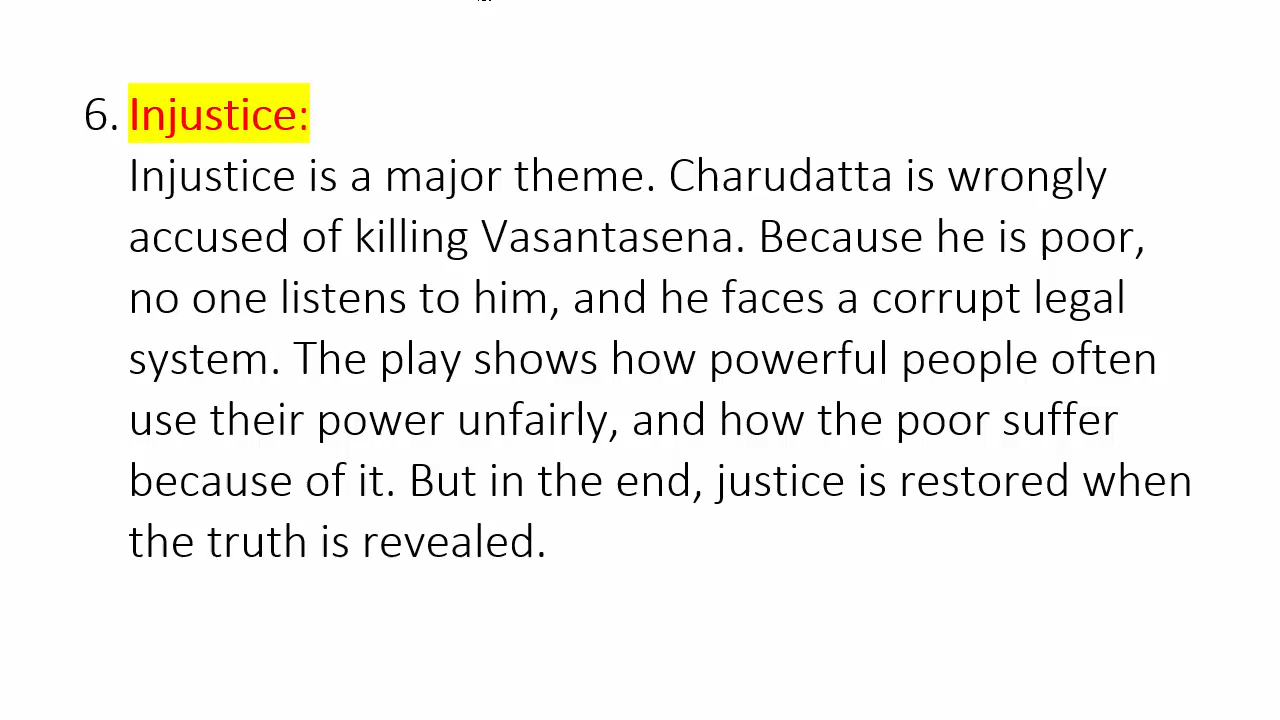 6. Injustice:
Injustice is a major theme. Charudatta is wrongly
accused of killing Vasantasena. Because he is poor,
no one listens to him, and he faces a corrupt legal
system. The play shows how powerful people often
use their power unfairly, and how the poor suffer
because of it. But in the end, justice is restored when
the truth is revealed.